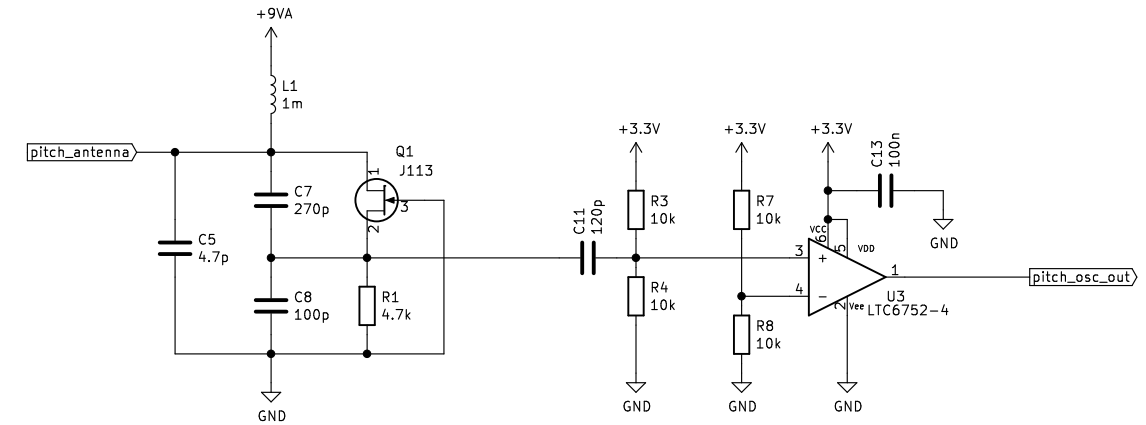 +9VA
L1
1m
pitch_antenna
Q1
J113
1
3
2
C7
270p
C5
4.7p
C8
100p
R1
4.7k
GND
C11
120p
+3.3V
R3
10k
R4
10k
GND
+3.3V
R7
10k
R8
10k
GND
+3.3V
C13
100n
GND
VCC
6
5
VDD
3
+
4
−
1
2
Vee
U3
LTC6752-4
GND
pitch_osc_out